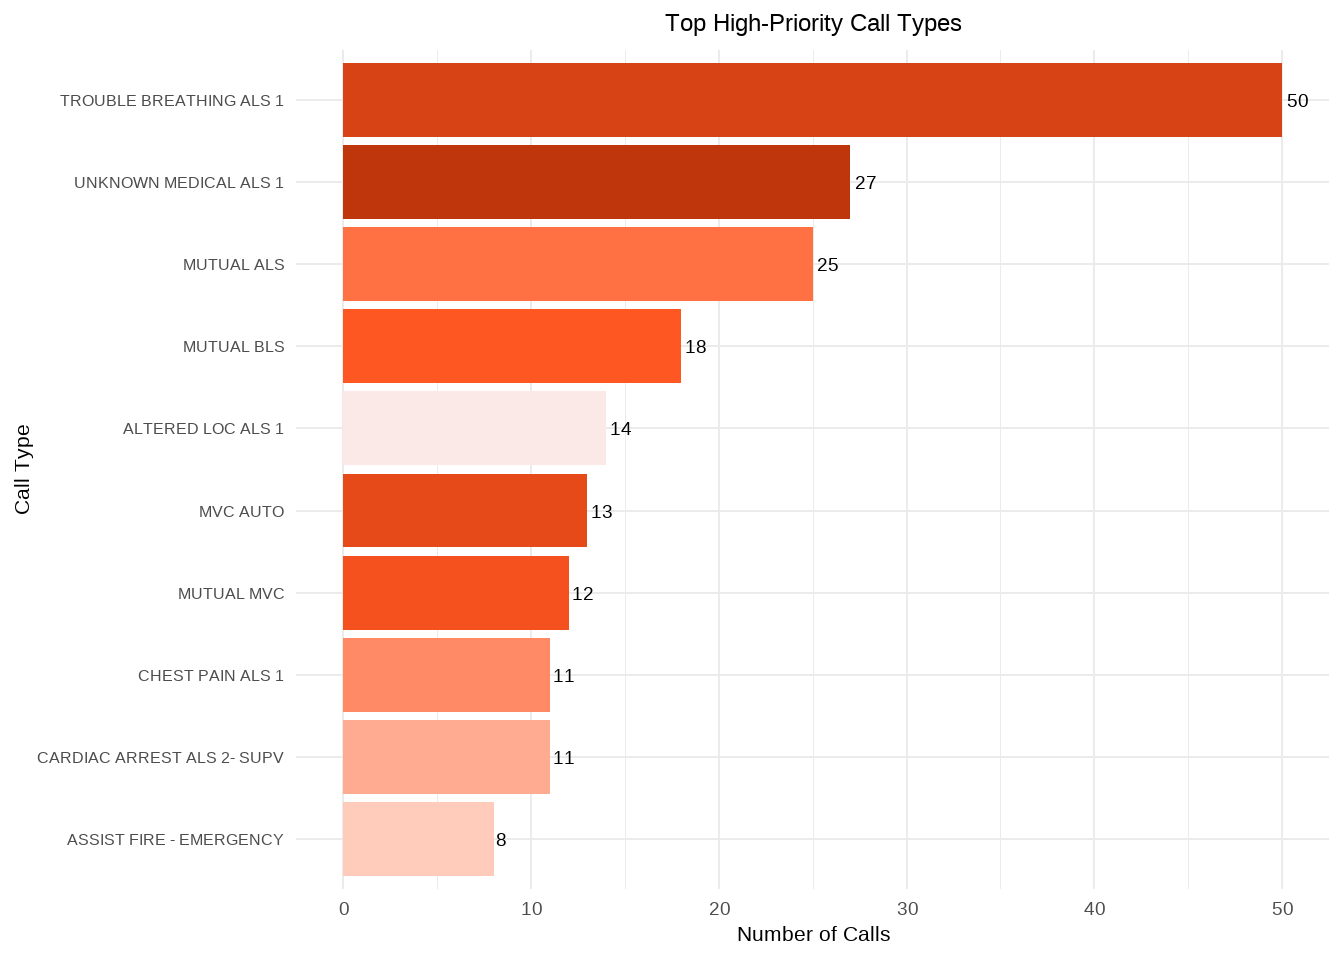 Top High-Priority Call Types
Call Type
TROUBLE BREATHING ALS 1 50
UNKNOWN MEDICAL ALS 1 27
MUTUAL ALS 25
MUTUAL BLS 18
ALTERED LOC ALS 1 14
MVC AUTO 13
MUTUAL MVC 12
CHEST PAIN ALS 1 11
CARDIAC ARREST ALS 2- SUPV 11
ASSIST FIRE - EMERGENCY 8
0 10 20 30 40 50
Number of Calls